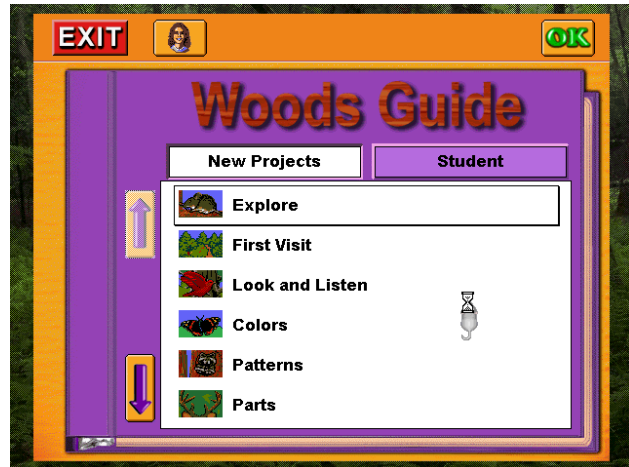 EXIT
OK
Woods Guide
New Projects
Student
Explore
First Visit
Look and Listen
Colors
Patterns
Parts